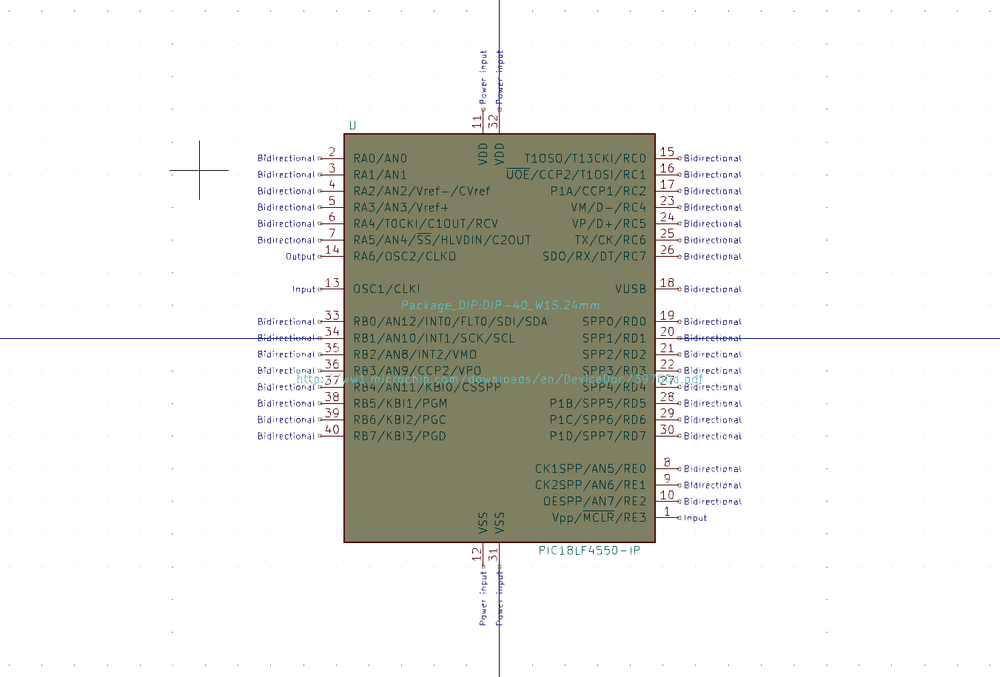 Power input Power input
11 32
U
VDD VDD
Bidirectional 2 RA0/AN0 T1OSO/T13CKI/RC0 15 Bidirectional
Bidirectional 3 RA1/AN1 UOE/CCP2/T1OSI/RC1 16 Bidirectional
Bidirectional 4 RA2/AN2/Vref-/CVref P1A/CCP1/RC2 17 Bidirectional
Bidirectional 5 RA3/AN3/Vref+ VM/D-/RC4 23 Bidirectional
Bidirectional 6 RA4/T0CKI/C1OUT/RCV VP/D+/RC5 24 Bidirectional
Bidirectional 7 RA5/AN4/SS/HLVDIN/C2OUT TX/CK/RC6 25 Bidirectional
Output 14 RA6/OSC2/CLKO SDO/RX/DT/RC7 26 Bidirectional
Input 13 OSC1/CLKI VUSB 18 Bidirectional
Package_DIP:DIP-40_W15.24mm
Bidirectional 33 RB0/AN12/INT0/FLT0/SDI/SDA SPP0/RD0 19 Bidirectional
Bidirectional 34 RB1/AN10/INT1/SCK/SCL SPP1/RD1 20 Bidirectional
Bidirectional 35 RB2/AN8/INT2/VMO SPP2/RD2 21 Bidirectional
Bidirectional 36 RB3/AN9/CCP2/VPO SPP3/RD3 22 Bidirectional
http://ww1.microchip.com/downloads/en/DeviceDoc/39760d.pdf
Bidirectional 37 RB4/AN11/KBI0/CSSPP SPP4/RD4 27 Bidirectional
Bidirectional 38 RB5/KBI1/PGM P1B/SPP5/RD5 28 Bidirectional
Bidirectional 39 RB6/KBI2/PGC P1C/SPP6/RD6 29 Bidirectional
Bidirectional 40 RB7/KBI3/PGD P1D/SPP7/RD7 30 Bidirectional
CK1SPP/AN5/RE0 8 Bidirectional
CK2SPP/AN6/RE1 9 Bidirectional
OESPP/AN7/RE2 10 Bidirectional
Vpp/MCLR/RE3 1 Input
VSS VSS
12 31
PIC18LF4550-IP
Power input Power input